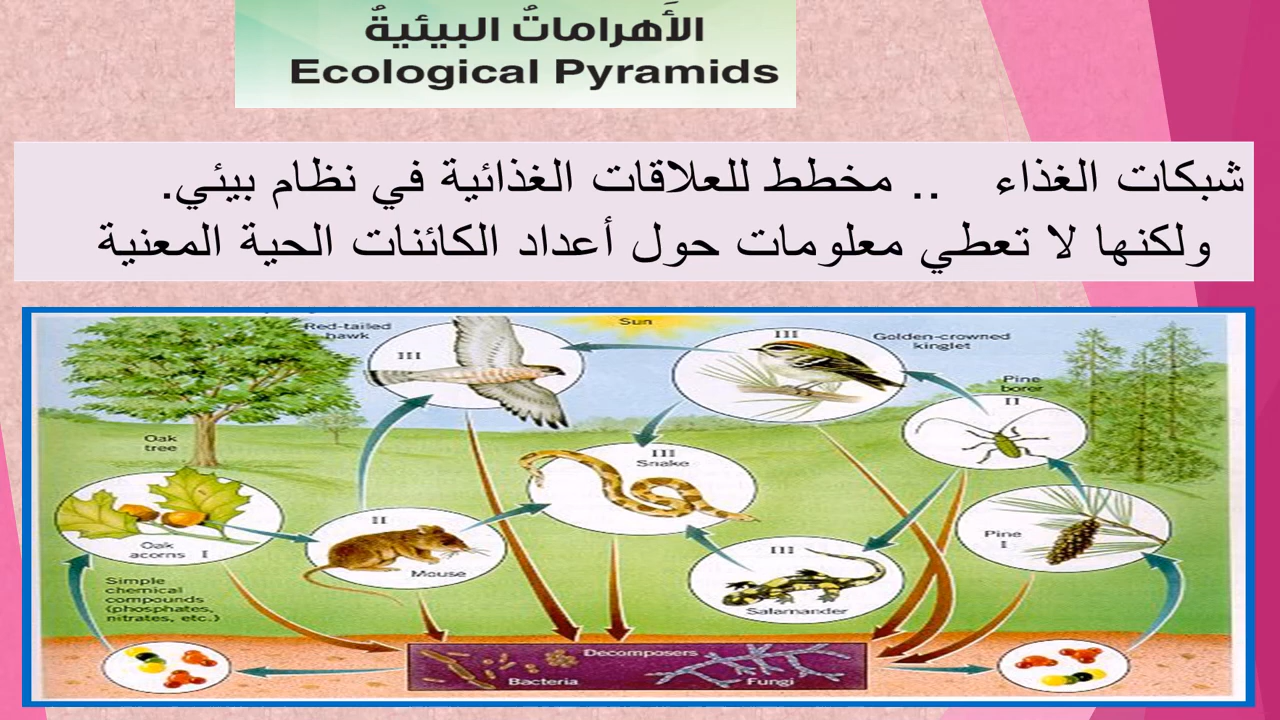 الأَهراماتُ البيئيةُ
Ecological Pyramids
شبكات الغذاء .. مخطط للعلاقات الغذائية في نظام بيئي.
ولكنها لا تعطي معلومات حول أعداد الكائنات الحية المعنية
Red-tailed
hawk
III
Sun
III
Golden-crowned
kinglet
Pine
borer
II
Oak
tree
III
Snake
Oak
acorns I
II
Mouse
Pine
I
III
Salamander
Simple
chemical
compounds
(phosphates,
nitrates, etc.)
Decomposers
Bacteria
Fungi